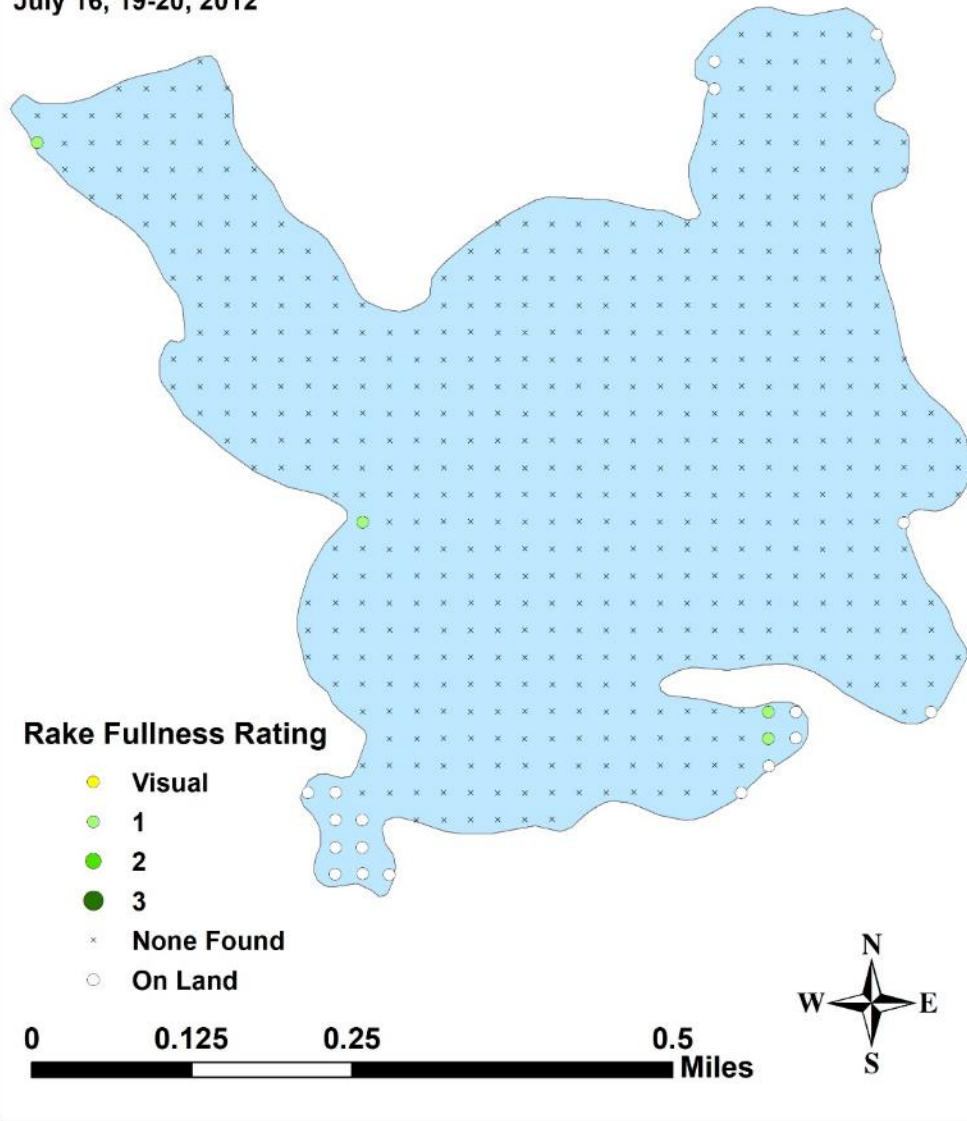 July 16, 19-20, 2012
Rake Fullness Rating
Visual
1
2
3
None Found
On Land
N
W E
S
0 0.125 0.25 0.5
Miles